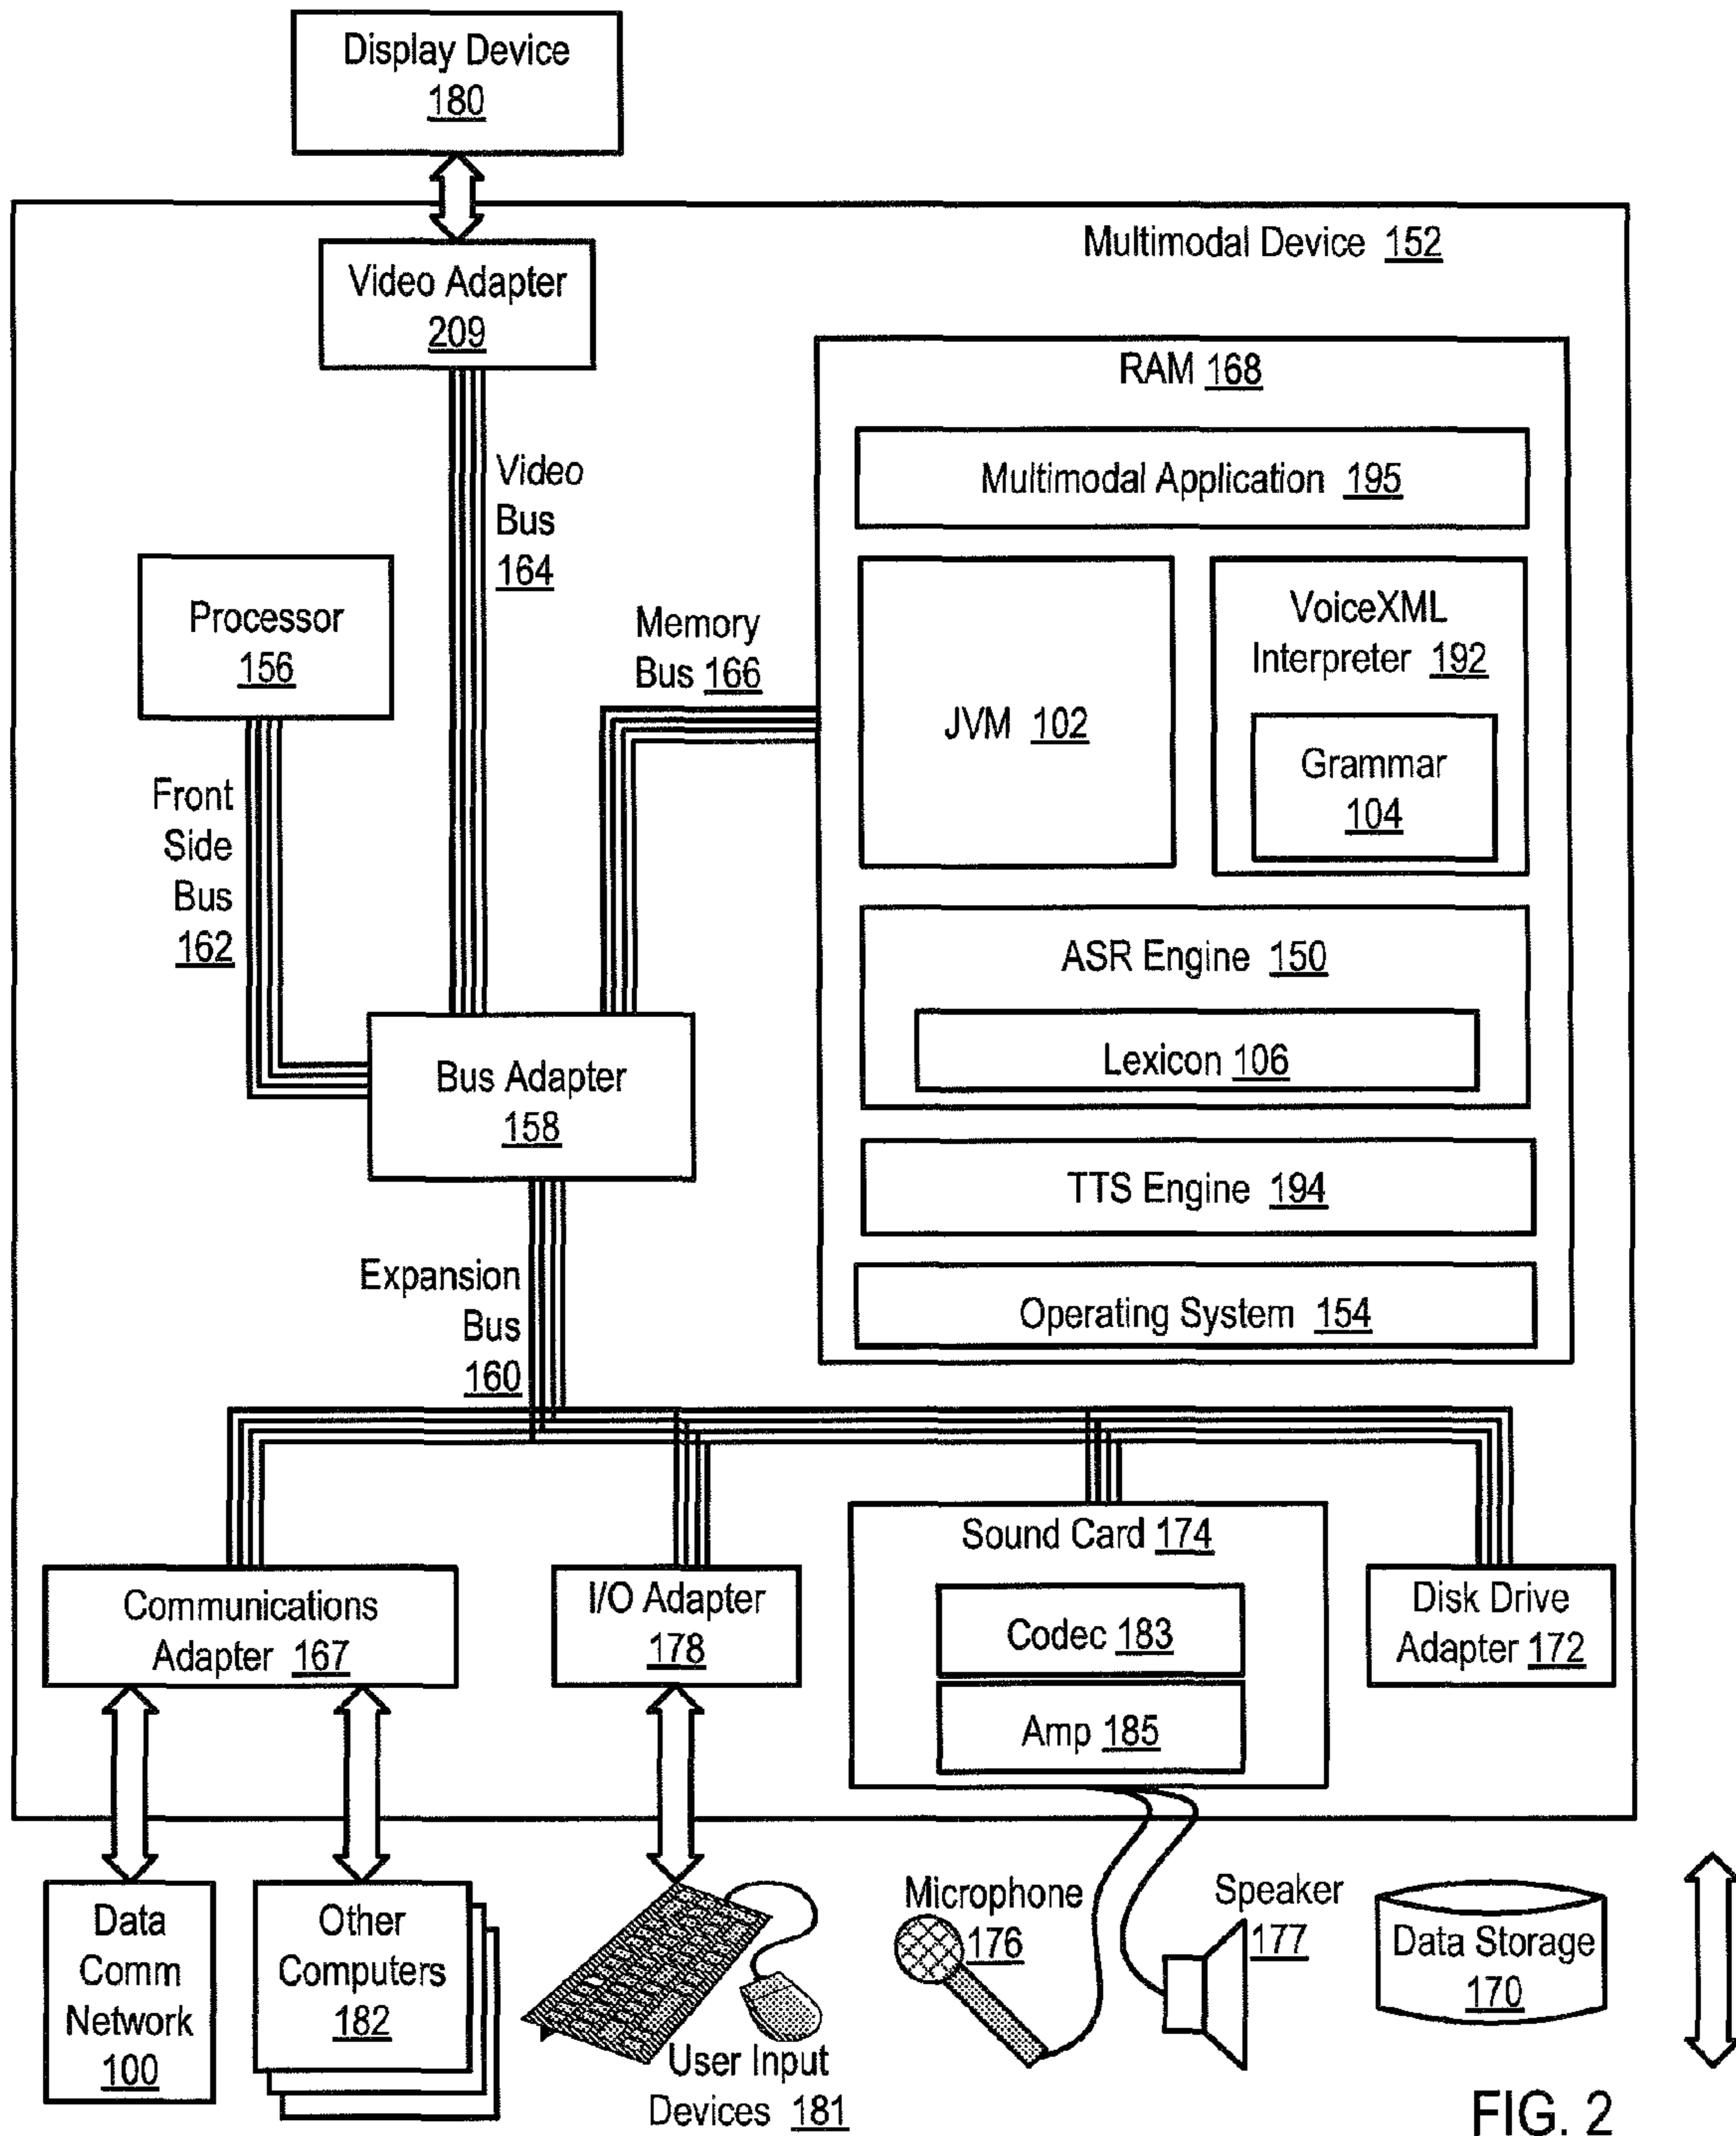 Display Device
180
Multimodal Device 152
Video Adapter
209
RAM 168
Multimodal Application 195
Video
Bus
164
Processor
156
Memory
Bus 166
JVM 102
VoiceXML
Interpreter 192
Grammar
104
Front
Side
Bus
162
ASR Engine 150
Lexicon 106
Bus Adapter
158
TTS Engine 194
Expansion
Bus
160
Operating System 154
Communications
Adapter 167
I/O Adapter
178
Sound Card 174
Codec 183
Amp 185
Disk Drive
Adapter 172
Data
Comm
Network
100
Other
Computers
182
User Input
Devices 181
Microphone
176
Speaker
177
Data Storage
170
FIG. 2